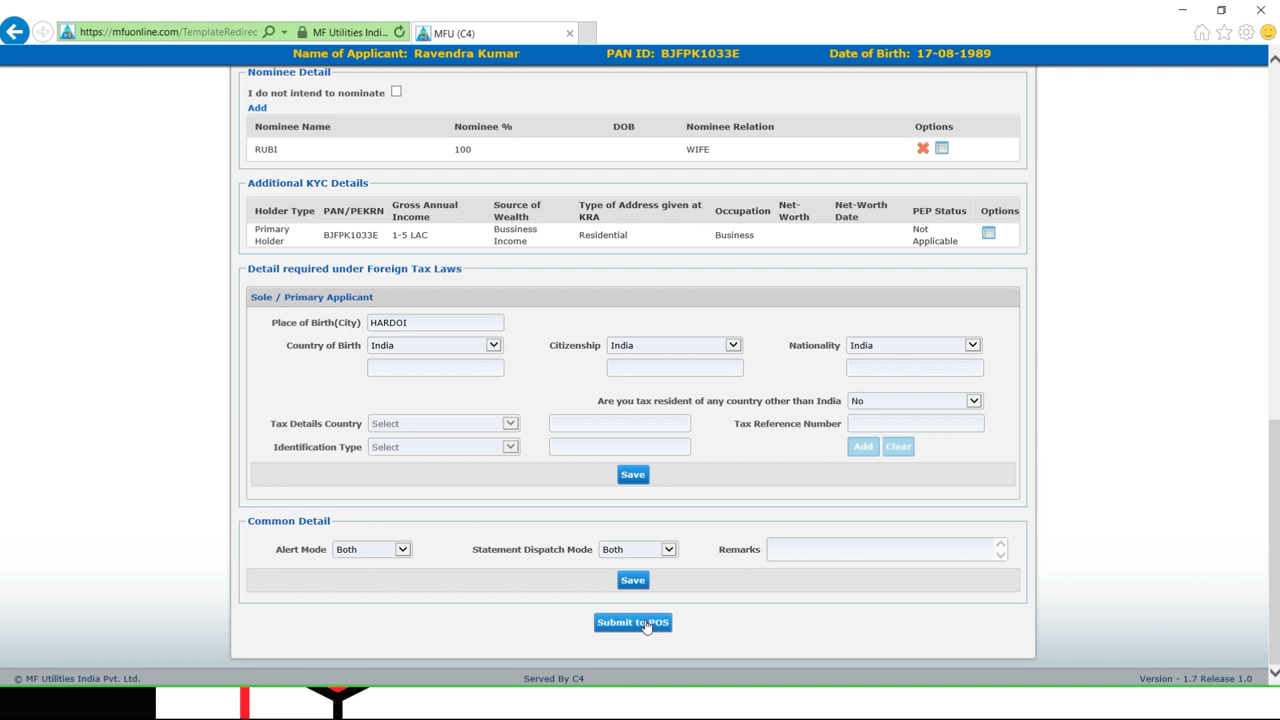 https://mfuonline.com/TemplateRedirec
MF Utilities Indi...
MFU (C4)
Name of Applicant: Ravendra Kumar PAN ID: BJFPK1033E Date of Birth: 17-08-1989
Nominee Detail
I do not intend to nominate
Add
Nominee Name Nominee % DOB Nominee Relation Options
RUBI 100 WIFE
Additional KYC Details
Holder Type PAN/PEKRN Gross Annual Income Source of Wealth Type of Address given at KRA Occupation Net-Worth Net-Worth Date PEP Status Options
Primary Holder BJFPK1033E 1-5 LAC Bussiness Income Residential Business Not Applicable
Detail required under Foreign Tax Laws
Sole / Primary Applicant
Place of Birth(City) HARDOI
Country of Birth India Citizenship India Nationality India
Are you tax resident of any country other than India No
Tax Details Country Select Tax Reference Number
Identification Type Select Add Clear
Save
Common Detail
Alert Mode Both Statement Dispatch Mode Both Remarks
Save
Submit to POS
© MF Utilities India Pvt. Ltd. Served By C4 Version - 1.7 Release 1.0